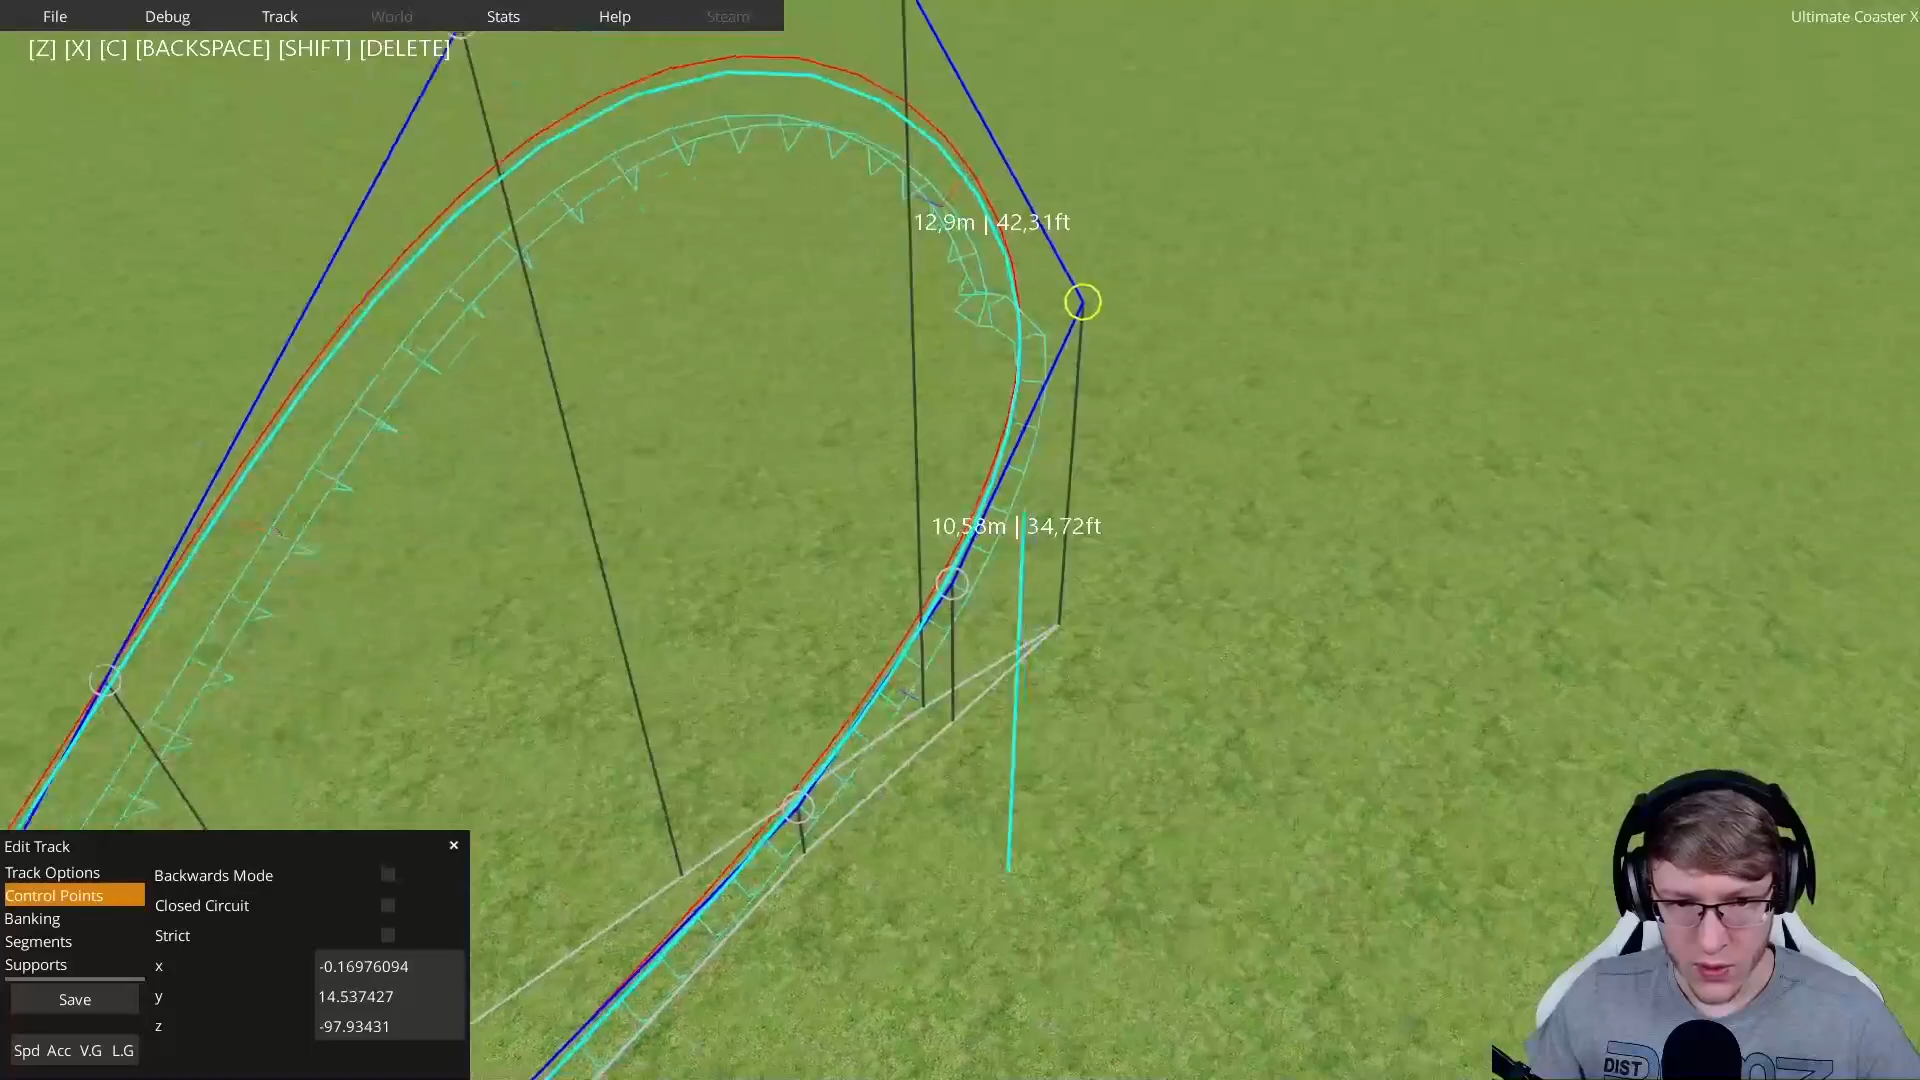 File Debug Track World Stats Help Steam
Ultimate Coaster X
[Z] [X] [C] [BACKSPACE] [SHIFT] [DELETE]
12,9m | 42,31ft
10,58m | 34,72ft
Edit Track ×
Track Options
Control Points
Banking
Segments
Supports
Save
Spd Acc V.G L.G
Backwards Mode
Closed Circuit
Strict
x -0.16976094
y 14.537427
z -97.93431
DIST